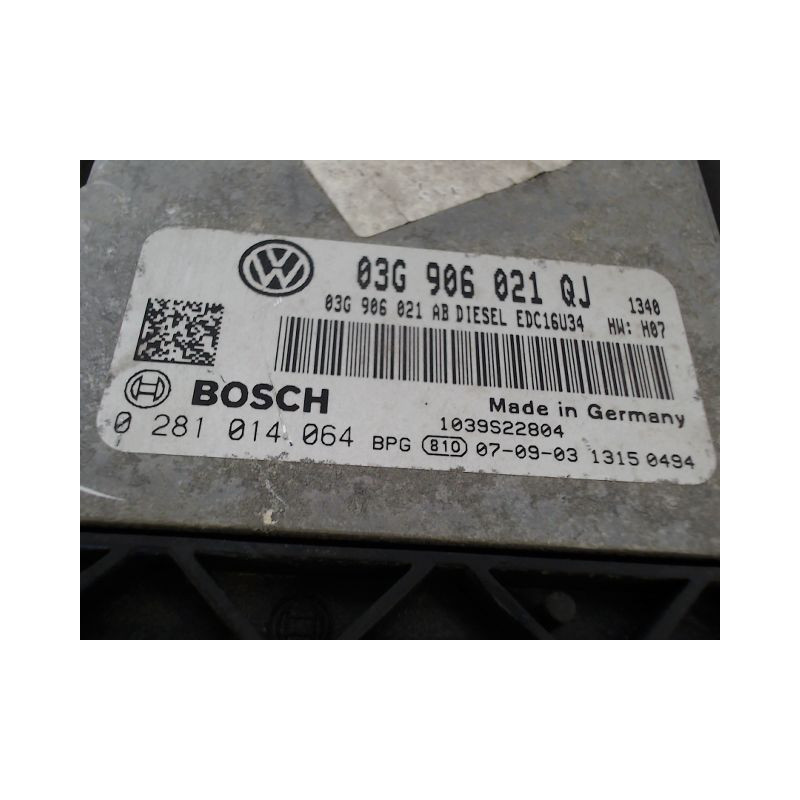 03G 906 021 QJ 1340
03G 906 021 AB DIESEL EDC16U34 HW: H07
BOSCH Made in Germany
1039S22804
0 281 014 064 BPG 810 07-09-03 1315 0494